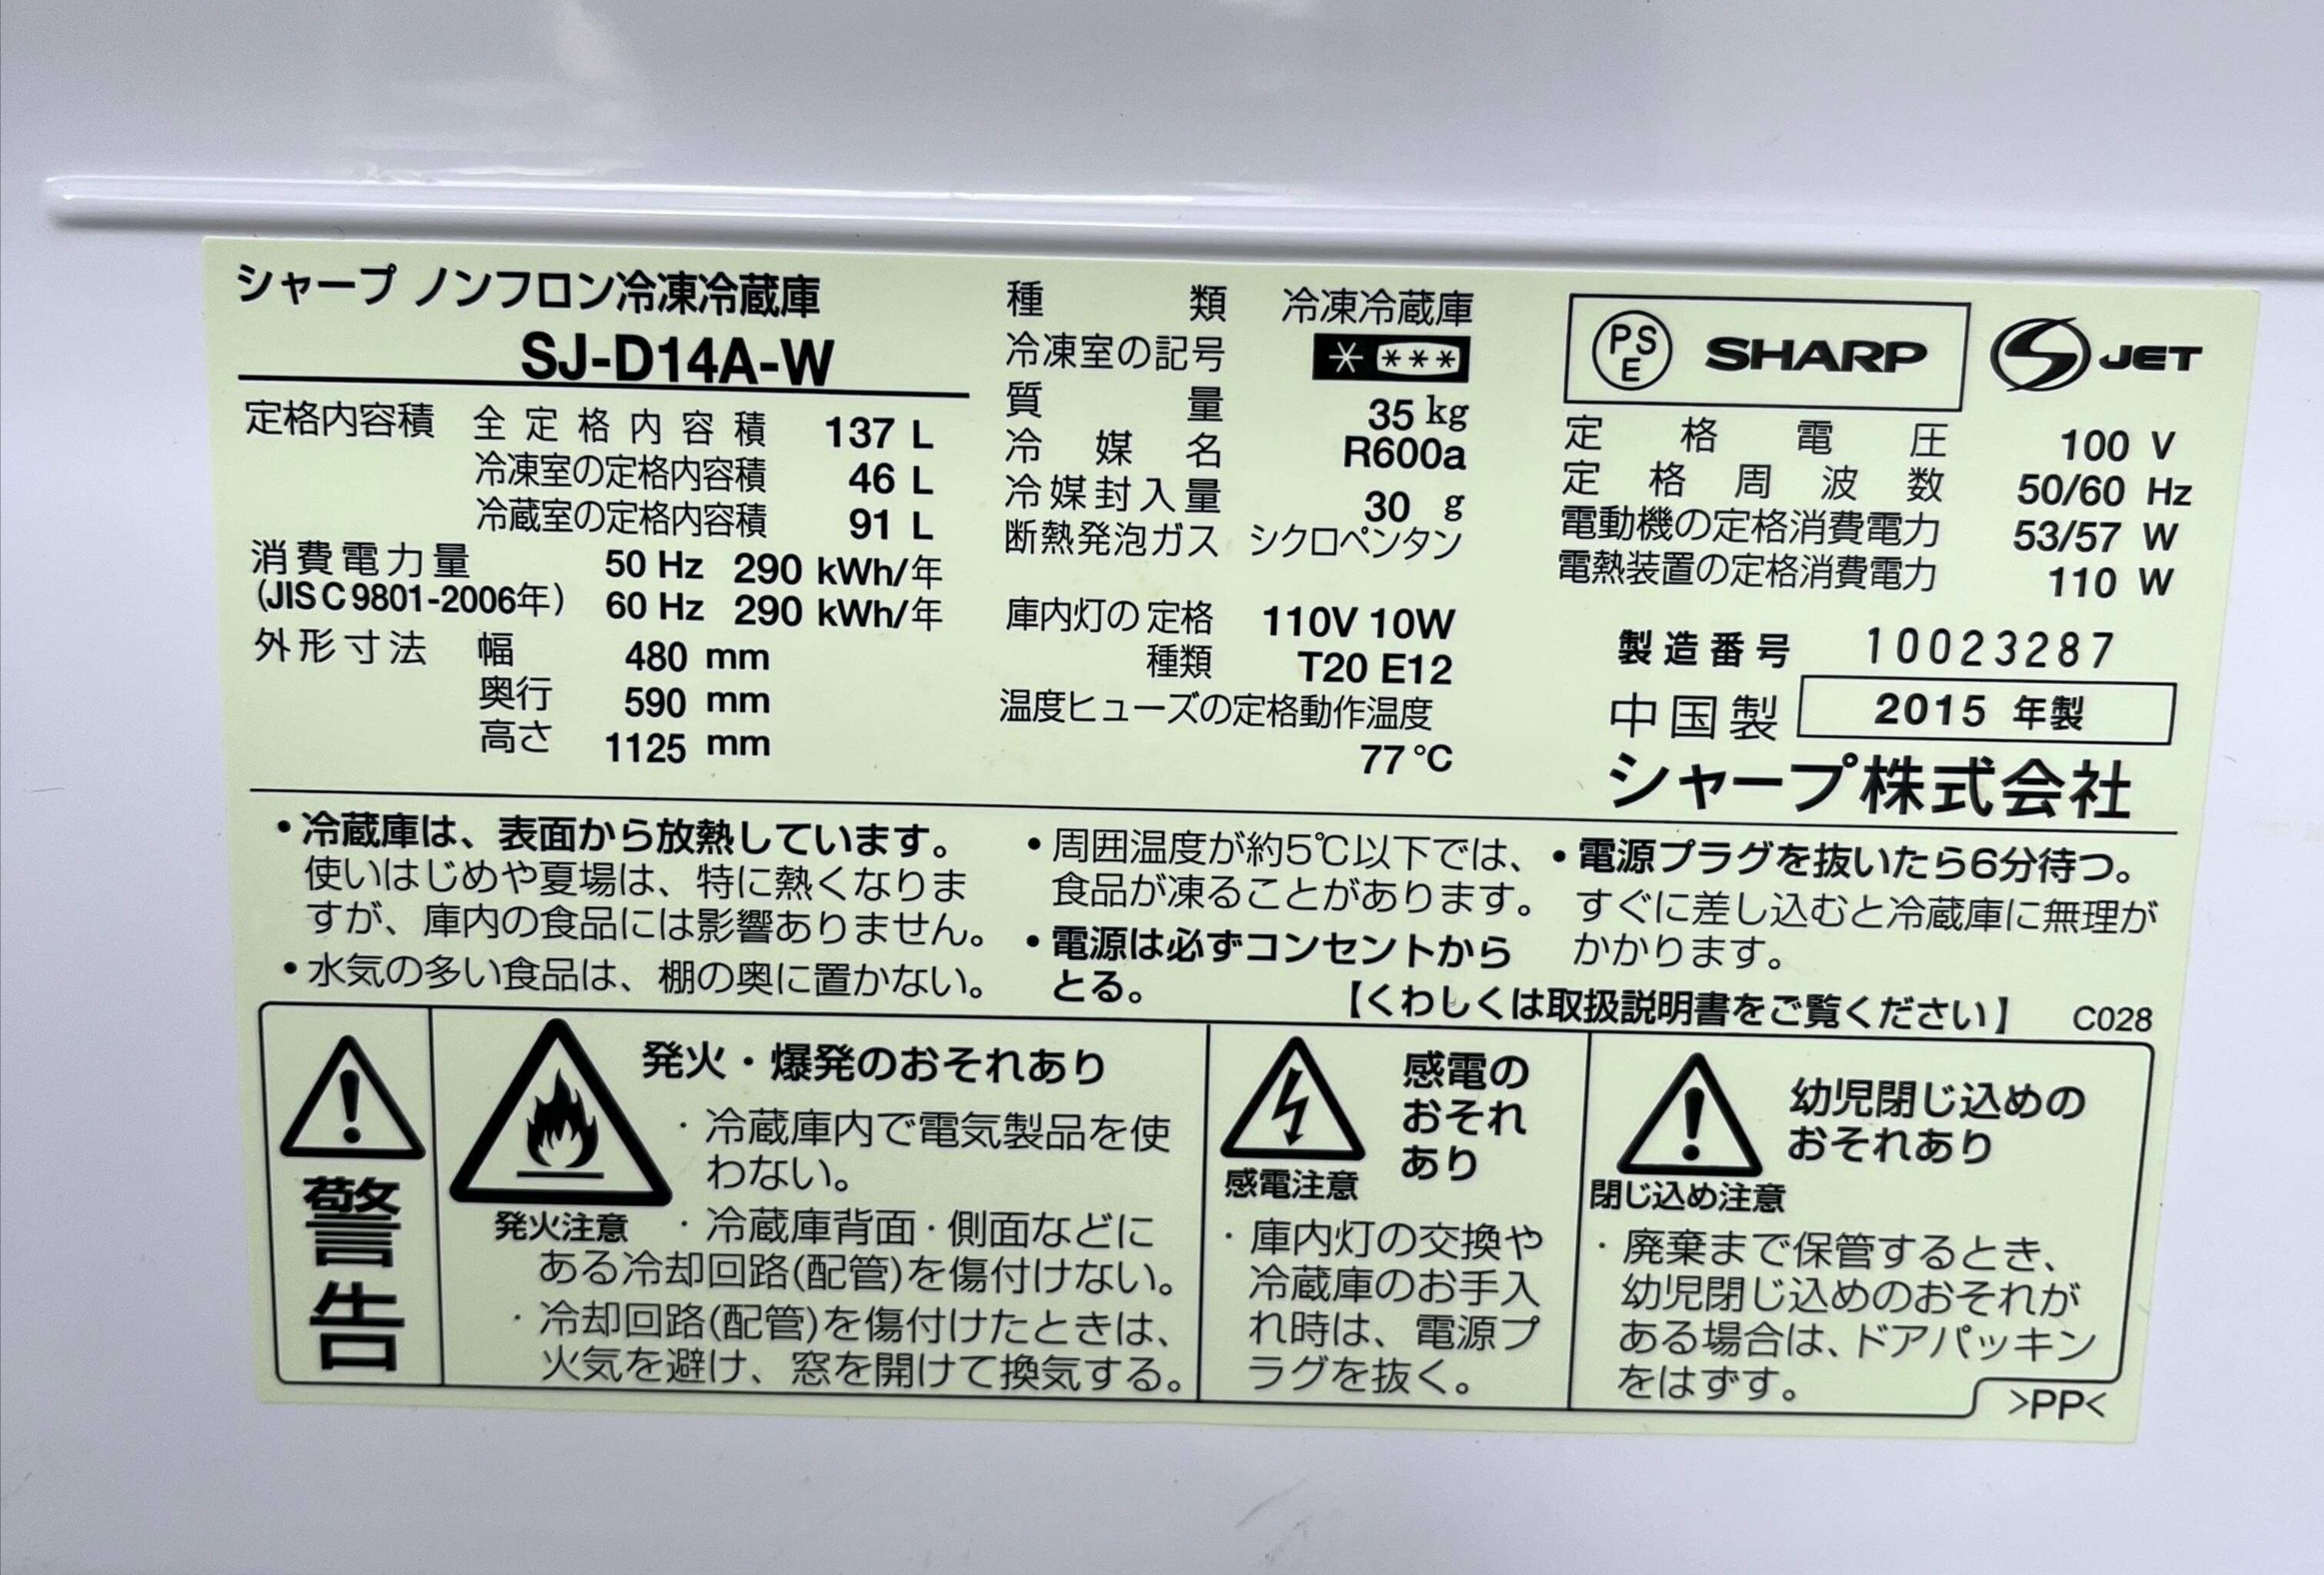 シャープ ノンフロン冷凍冷蔵庫
SJ-D14A-W
定格内容積 全定格内容積 137 L
冷凍室の定格内容積 46 L
冷蔵室の定格内容積 91 L
消費電力量 50 Hz 290 kWh/年
(JIS C 9801-2006年) 60 Hz 290 kWh/年
外形寸法 幅 480 mm
奥行 590 mm
高さ 1125 mm
種類 冷凍冷蔵庫
冷凍室の記号 * ***
質量 35 kg
冷媒名 R600a
冷媒封入量 30 g
断熱発泡ガス シクロペンタン
庫内灯の定格 110V 10W
種類 T20 E12
温度ヒューズの定格動作温度
77 ℃
PSE SHARP S JET
定格電圧 100 V
定格周波数 50/60 Hz
電動機の定格消費電力 53/57 W
電熱装置の定格消費電力 110 W
製造番号 10023287
中国製 2015 年製
シャープ株式会社
•冷蔵庫は、表面から放熱しています。
使いはじめや夏場は、特に熱くなりま
すが、庫内の食品には影響ありません。
•水気の多い食品は、棚の奥に置かない。
•周囲温度が約5℃以下では、
食品が凍ることがあります。
•電源は必ずコンセントから
とる。
•電源プラグを抜いたら6分待つ。
すぐに差し込むと冷蔵庫に無理が
かかります。
【くわしくは取扱説明書をご覧ください】 C028
警告
発火・爆発のおそれあり
発火注意
・冷蔵庫内で電気製品を使
わない。
・冷蔵庫背面・側面などに
ある冷却回路(配管)を傷付けない。
・冷却回路(配管)を傷付けたときは、
火気を避け、窓を開けて換気する。
感電の
おそれ
あり
感電注意
・庫内灯の交換や
冷蔵庫のお手入
れ時は、電源プ
ラグを抜く。
幼児閉じ込めの
おそれあり
閉じ込め注意
・廃棄まで保管するとき、
幼児閉じ込めのおそれが
ある場合は、ドアパッキン
をはずす。
>PP<